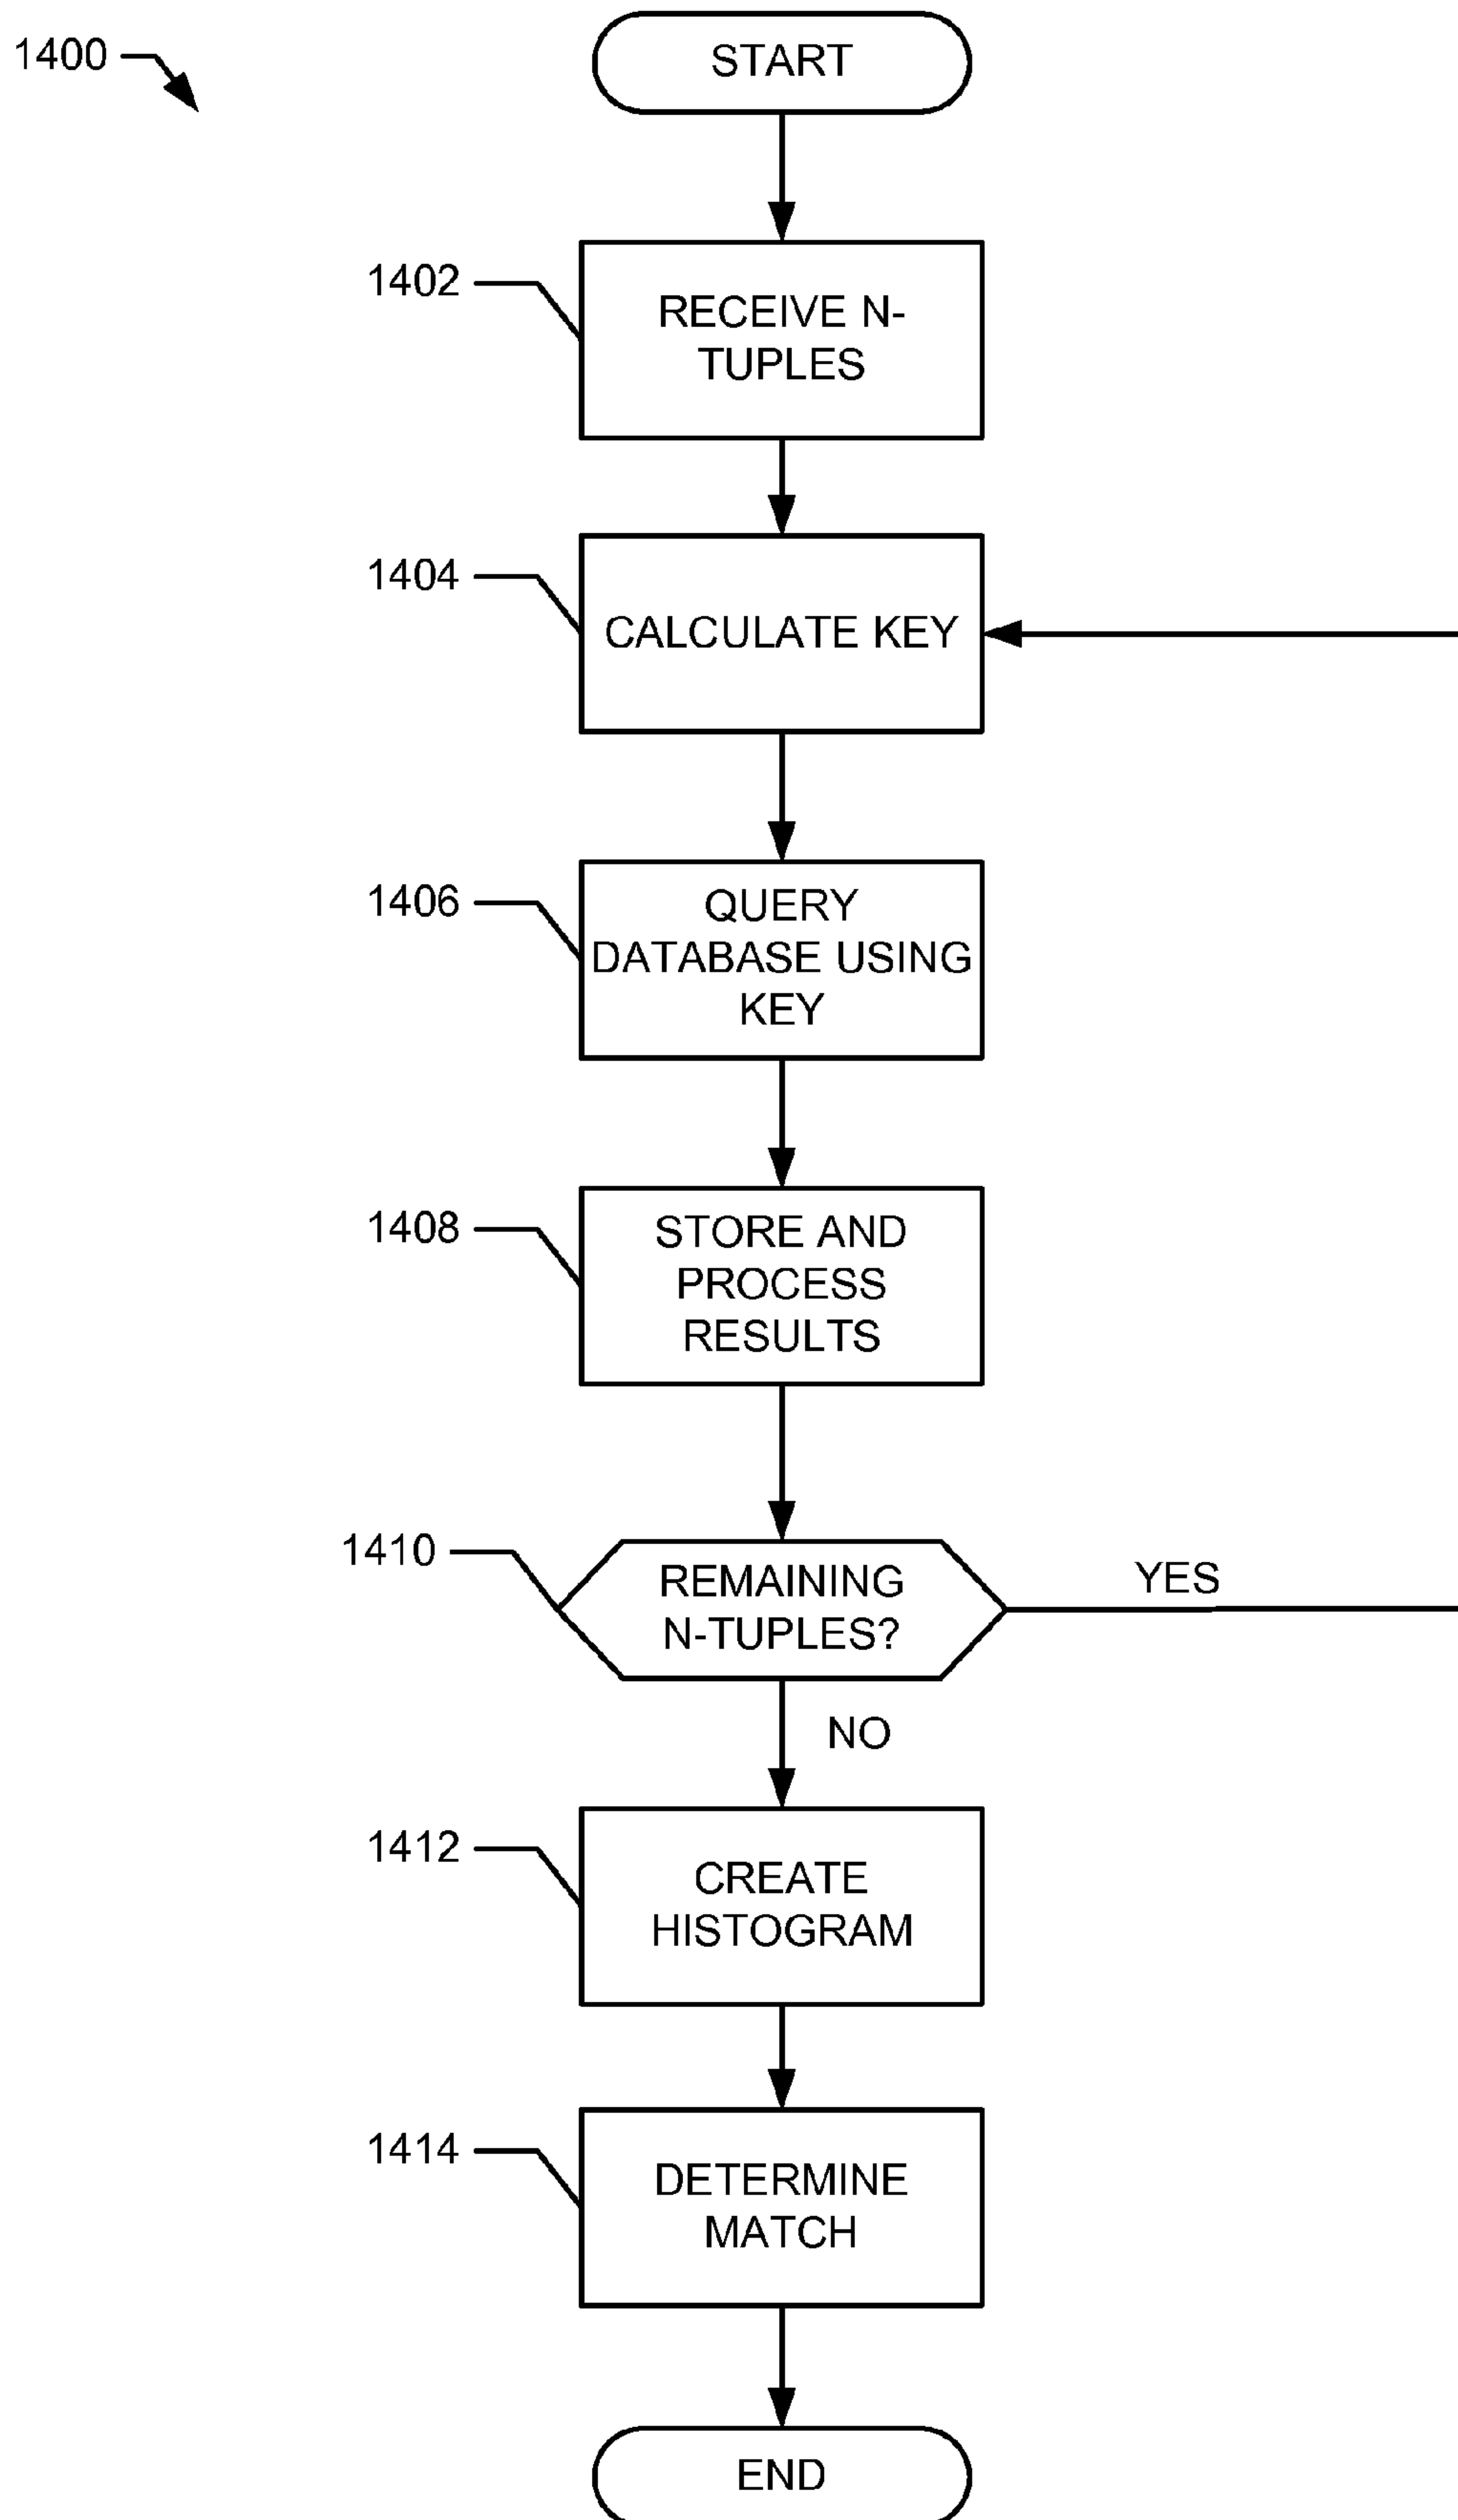 1400
START
1402
RECEIVE N-
TUPLES
1404
CALCULATE KEY
1406
QUERY
DATABASE USING
KEY
1408
STORE AND
PROCESS
RESULTS
1410
REMAINING
N-TUPLES?
YES
NO
1412
CREATE
HISTOGRAM
1414
DETERMINE
MATCH
END